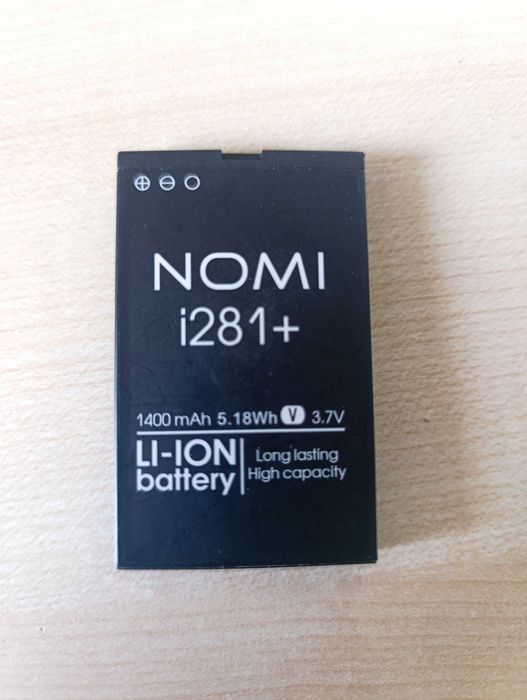 ⊕ ⊖ ○
NOMI
i281+
1400 mAh 5.18Wh V 3.7V
LI-ION
battery
Long lasting
High capacity